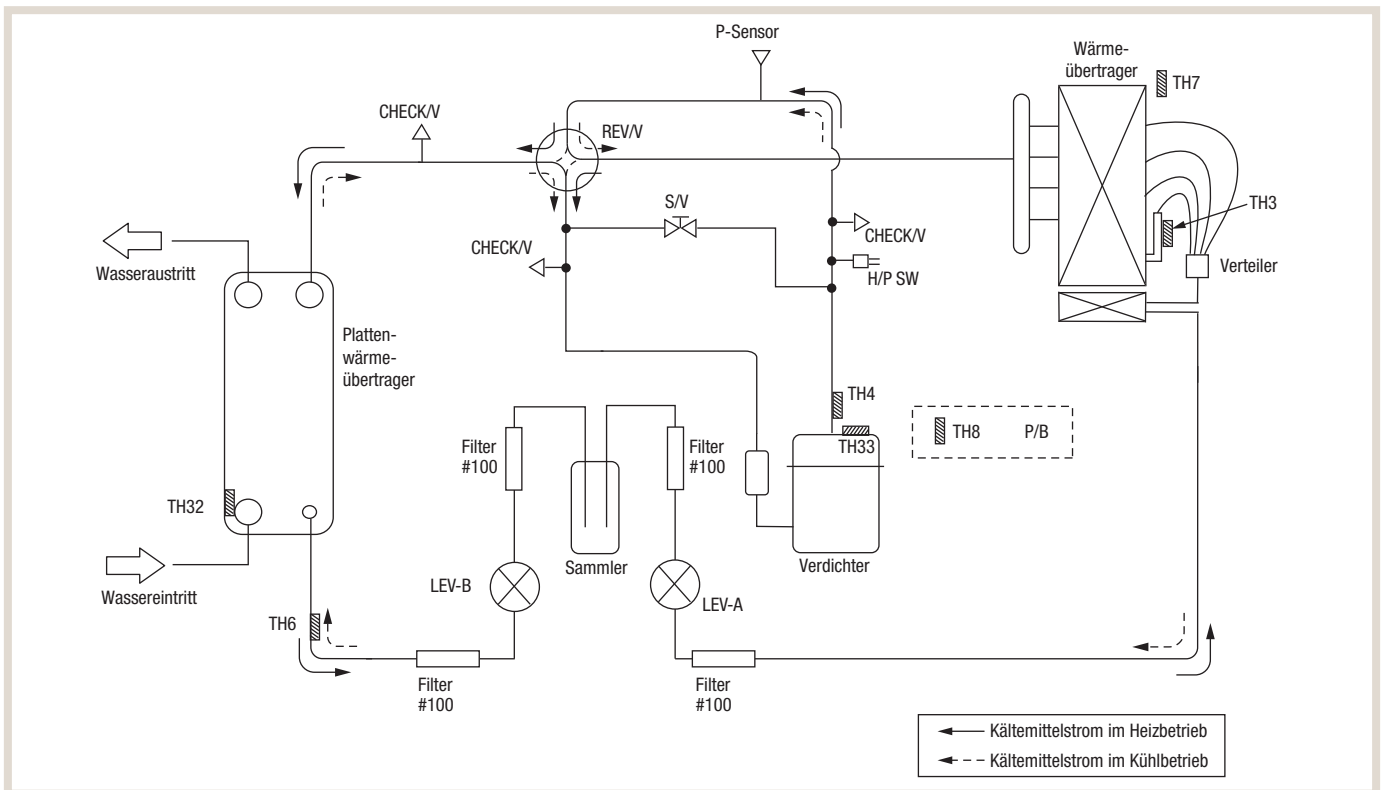 P-Sensor
Wärme-
übertrager
TH7
CHECK/V
REV/V
TH3
S/V
CHECK/V
CHECK/V
H/P SW
Verteiler
Wasseraustritt
Platten-
wärme-
übertrager
TH4
TH33
TH8
P/B
Filter
#100
Filter
#100
TH32
Sammler
Verdichter
LEV-B
LEV-A
Wassereintritt
TH6
Filter
#100
Filter
#100
Kältemittelstrom im Heizbetrieb
Kältemittelstrom im Kühlbetrieb